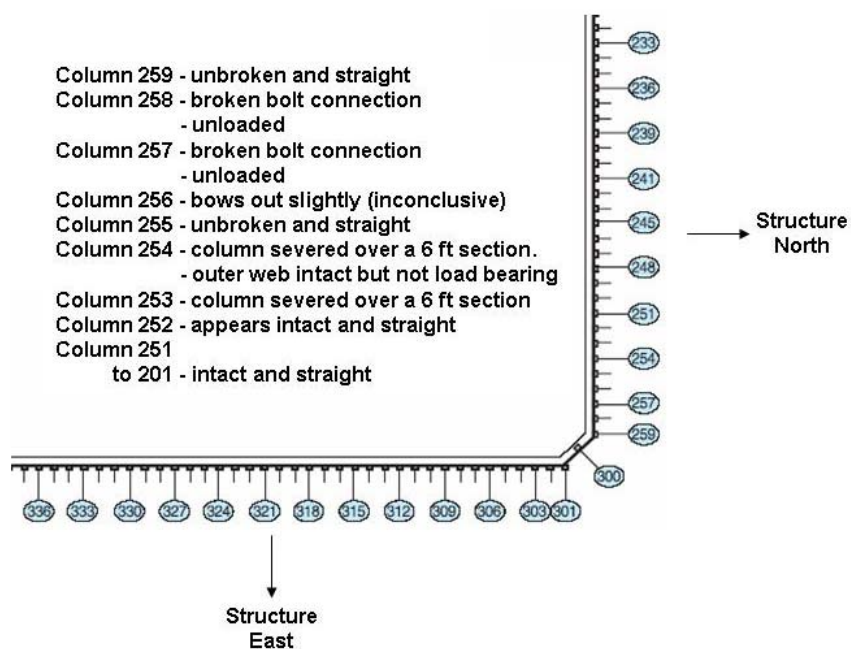 Column 259 - unbroken and straight
Column 258 - broken bolt connection
- unloaded
Column 257 - broken bolt connection
- unloaded
Column 256 - bows out slightly (inconclusive)
Column 255 - unbroken and straight
Column 254 - column severed over a 6 ft section.
- outer web intact but not load bearing
Column 253 - column severed over a 6 ft section
Column 252 - appears intact and straight
Column 251
to 201 - intact and straight
233
236
239
241
245
248
251
254
257
259
300
Structure
North
336
333
330
327
324
321
318
315
312
309
306
303
301
Structure
East